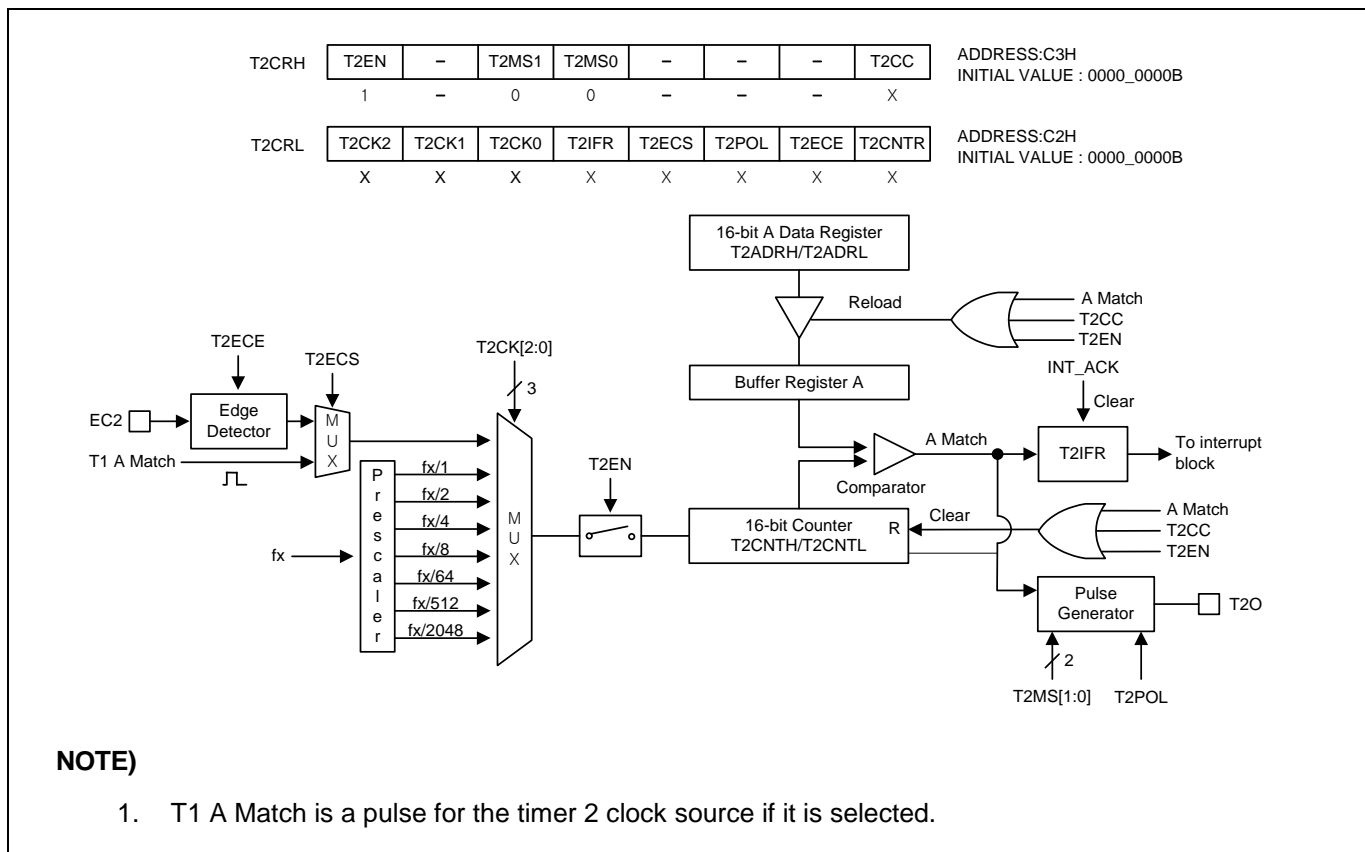 T2CRH T2EN – T2MS1 T2MS0 – – – T2CC ADDRESS:C3H
INITIAL VALUE : 0000_0000B
1 – 0 0 – – – X
T2CRL T2CK2 T2CK1 T2CK0 T2IFR T2ECS T2POL T2ECE T2CNTR ADDRESS:C2H
INITIAL VALUE : 0000_0000B
X X X X X X X X
16-bit A Data Register
T2ADRH/T2ADRL
Reload
A Match
T2CC
T2EN
T2ECE
T2ECS
T2CK[2:0]
3
Buffer Register A
INT_ACK
Clear
EC2
Edge
Detector
MUX
T1 A Match
A Match
T2IFR
To interrupt
block
Comparator
T2EN
fx
Prescaler
fx/1
fx/2
fx/4
fx/8
fx/64
fx/512
fx/2048
MUX
16-bit Counter
T2CNTH/T2CNTL
R
Clear
A Match
T2CC
T2EN
Pulse
Generator
T2O
2
T2MS[1:0]
T2POL
NOTE)
1. T1 A Match is a pulse for the timer 2 clock source if it is selected.